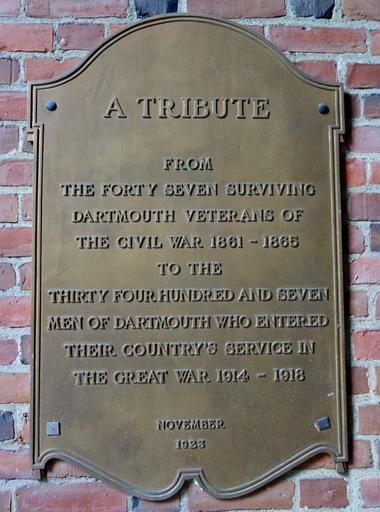 A TRIBUTE
FROM
THE FORTY SEVEN SURVIVING
DARTMOUTH VETERANS OF
THE CIVIL WAR 1861 - 1865
TO THE
THIRTY FOUR HUNDRED AND SEVEN
MEN OF DARTMOUTH WHO ENTERED
THEIR COUNTRY'S SERVICE IN
THE GREAT WAR 1914 - 1918
NOVEMBER
1923